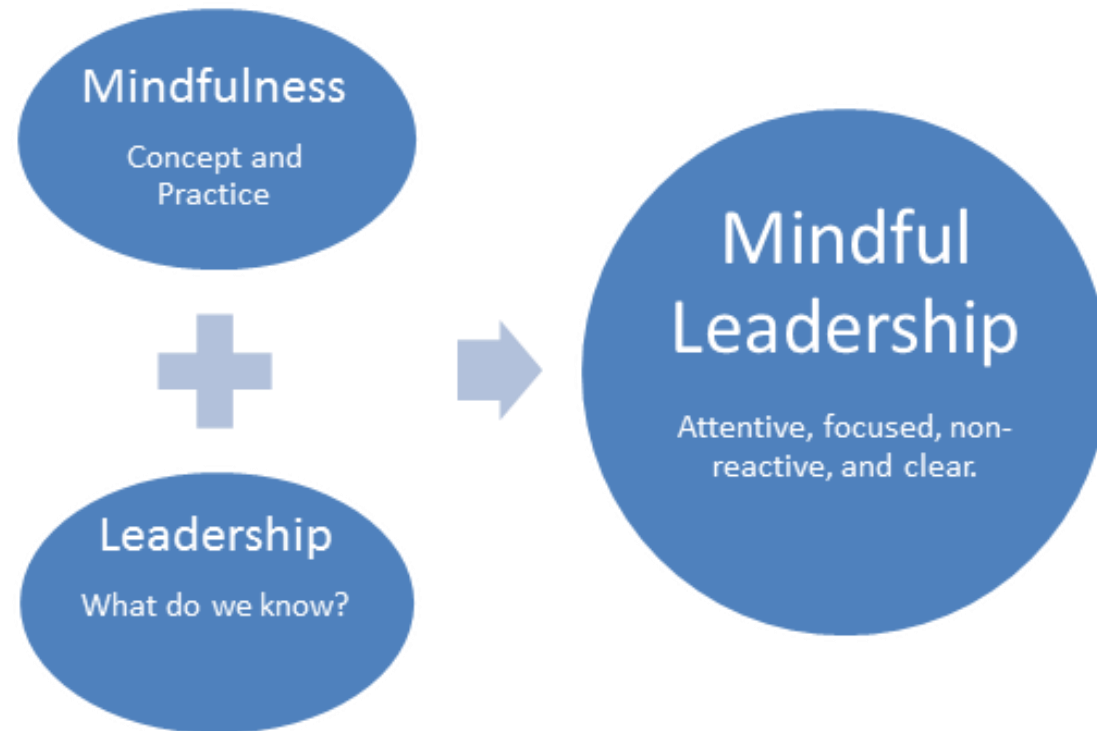 Mindfulness
Concept and
Practice
Leadership
What do we know?
Mindful
Leadership
Attentive, focused, non-
reactive, and clear.